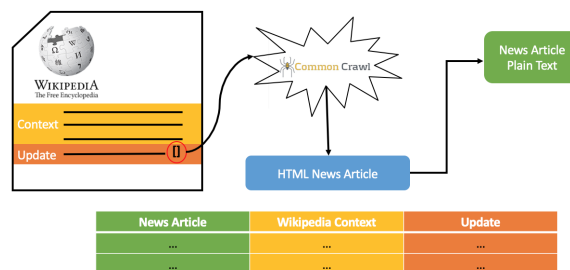 WIKIPEDIA
The Free Encyclopedia
Context
Update
[]
Common Crawl
HTML News Article
News Article
Plain Text
News Article Wikipedia Context Update
... ... ...
... ... ...